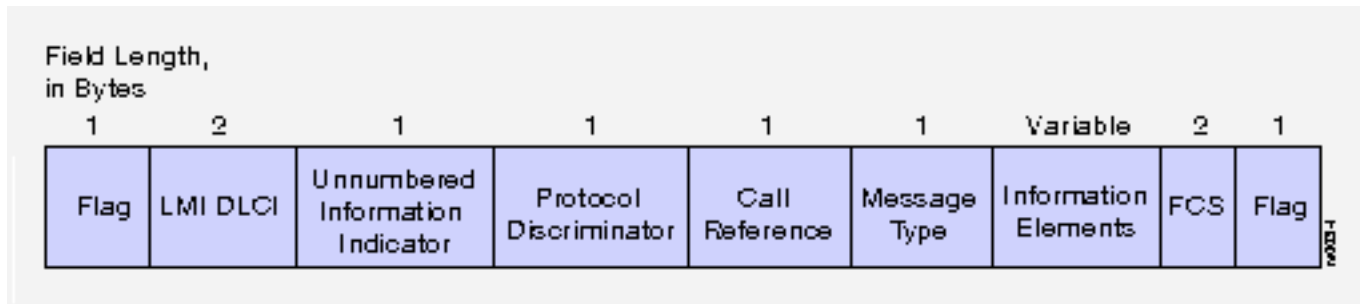 Field Length,
in Bytes
1 2 1 1 1 1 Variable 2 1
Flag
LMI DLCI
Unnumbered
Information
Indicator
Protocol
Discriminator
Call
Reference
Message
Type
Information
Elements
FCS
Flag